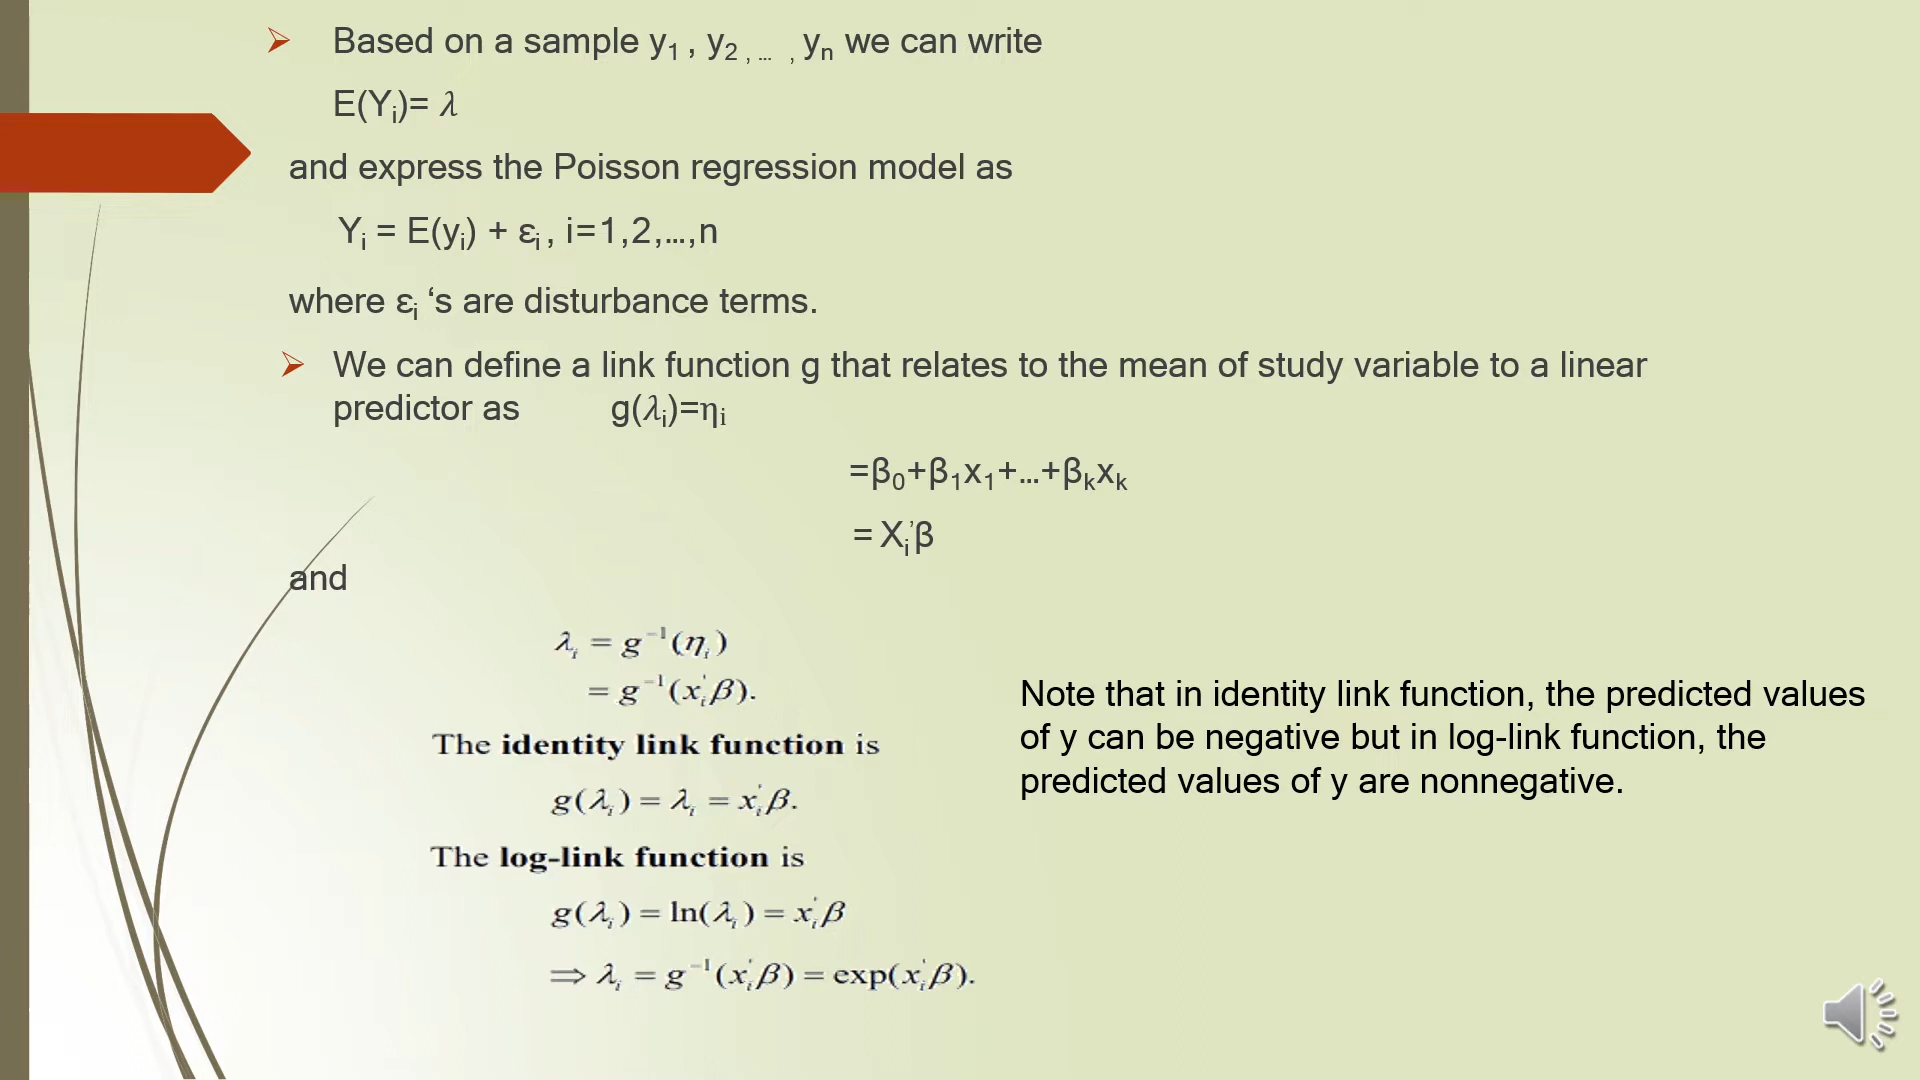 Based on a sample y₁ , y₂ , … , yₙ we can write
E(Yᵢ)= 𝜆
and express the Poisson regression model as
Yᵢ = E(yᵢ) + εᵢ , i=1,2,…,n
where εᵢ ‘s are disturbance terms.
We can define a link function g that relates to the mean of study variable to a linear
predictor as g(𝜆ᵢ)=ηᵢ
=β₀+β₁x₁+…+βₖxₖ
= Xᵢ’β
and
λᵢ = g⁻¹(ηᵢ)
= g⁻¹(xᵢ'β).
The identity link function is
g(λᵢ) = λᵢ = xᵢ'β.
The log-link function is
g(λᵢ) = ln(λᵢ) = xᵢ'β
⇒ λᵢ = g⁻¹(xᵢ'β) = exp(xᵢ'β).
Note that in identity link function, the predicted values
of y can be negative but in log-link function, the
predicted values of y are nonnegative.